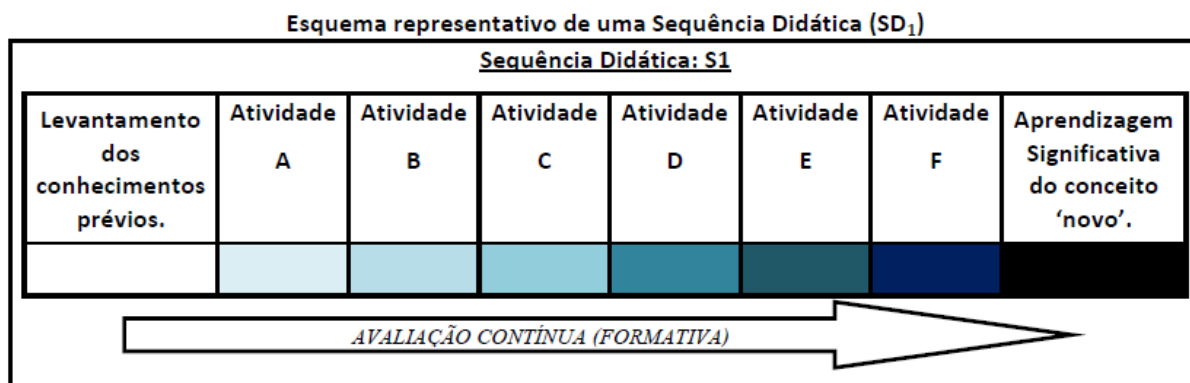 Esquema representativo de uma Sequência Didática (SD₁)
Sequência Didática: S1
Levantamento
dos
conhecimentos
prévios.
Atividade
A
Atividade
B
Atividade
C
Atividade
D
Atividade
E
Atividade
F
Aprendizagem
Significativa
do conceito
‘novo’.
AVALIAÇÃO CONTÍNUA (FORMATIVA)